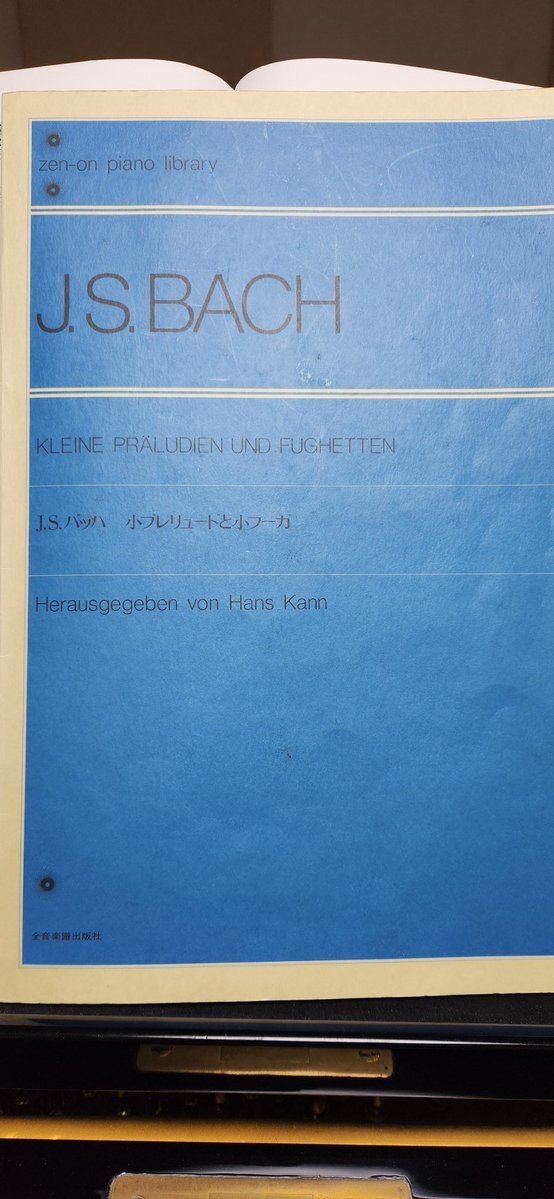 zen-on piano library
J.S.BACH
KLEINE PRÄLUDIEN UND FUGHETTEN
J.S.バッハ 小プレリュードと小フーガ
Herausgegeben von Hans Kann
全音楽譜出版社